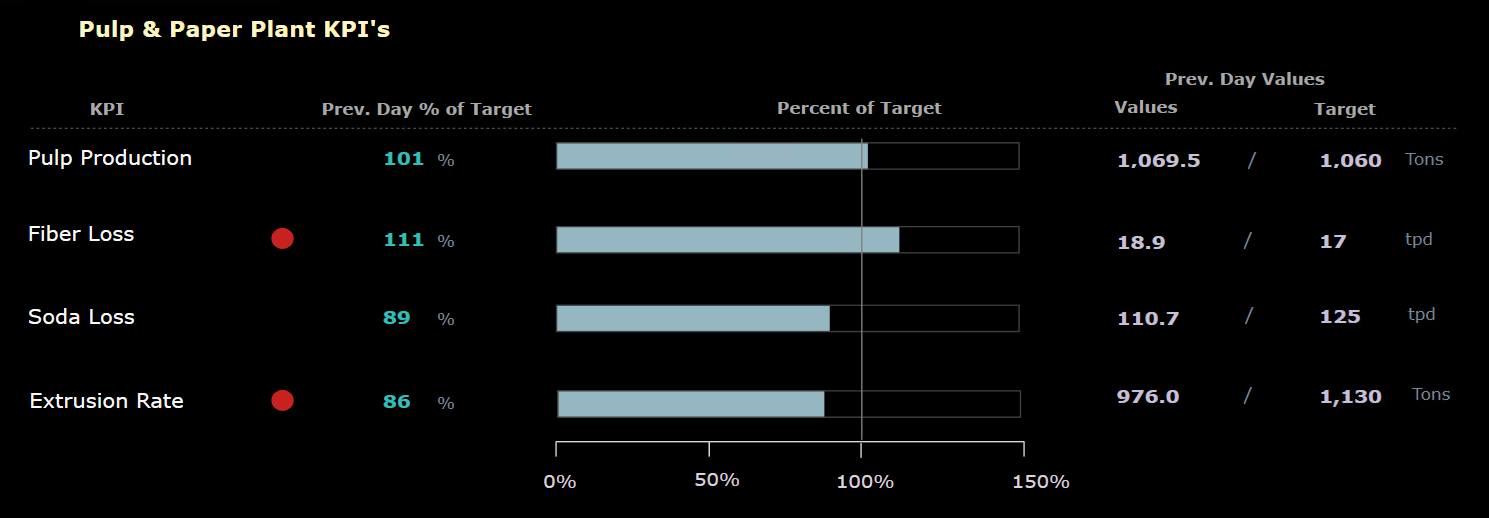 Pulp & Paper Plant KPI's
Prev. Day Values
KPI Prev. Day % of Target Percent of Target Values Target
Pulp Production 101 % 1,069.5 / 1,060 Tons
Fiber Loss 111 % 18.9 / 17 tpd
Soda Loss 89 % 110.7 / 125 tpd
Extrusion Rate 86 % 976.0 / 1,130 Tons
0% 50% 100% 150%